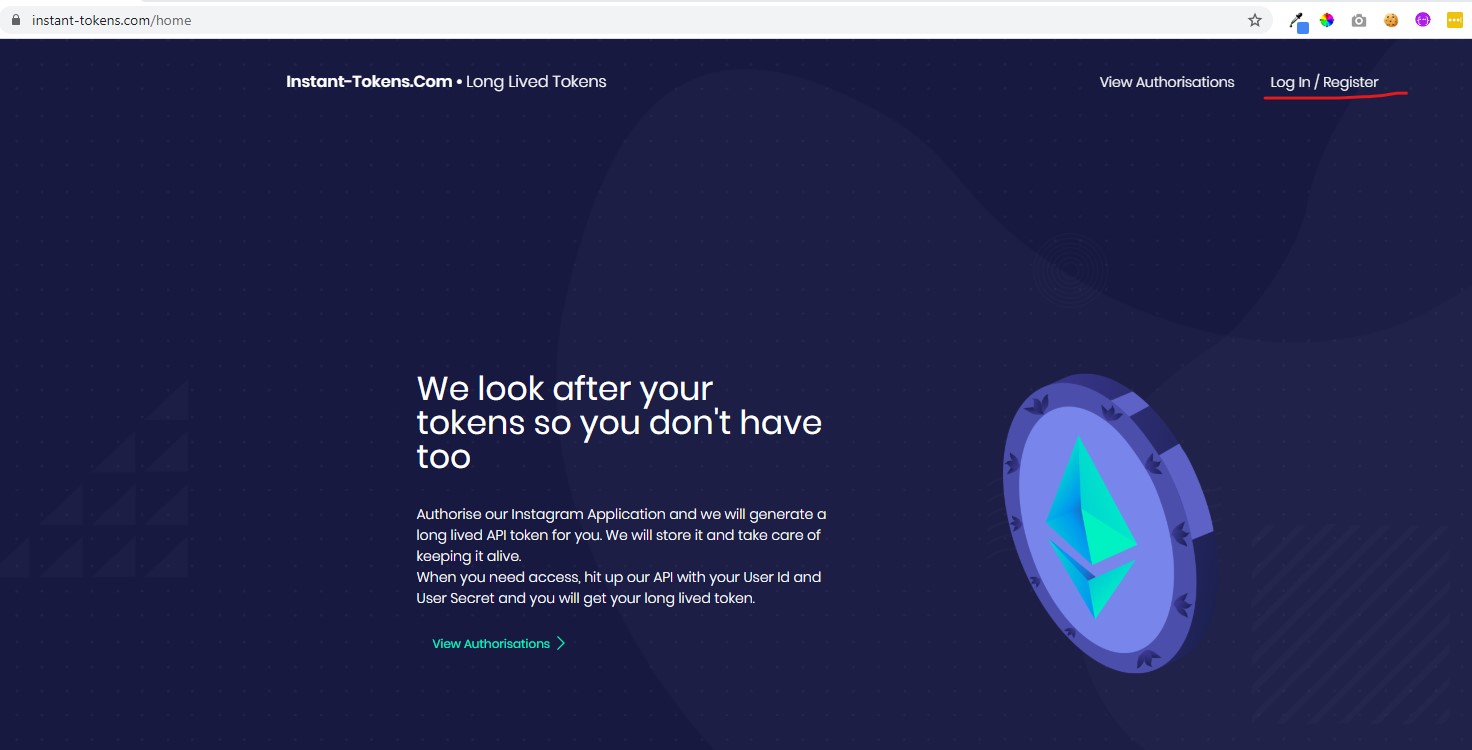 instant-tokens.com/home
Instant-Tokens.Com • Long Lived Tokens
View Authorisations
Log In / Register
We look after your
tokens so you don't have
too
Authorise our Instagram Application and we will generate a
long lived API token for you. We will store it and take care of
keeping it alive.
When you need access, hit up our API with your User Id and
User Secret and you will get your long lived token.
View Authorisations